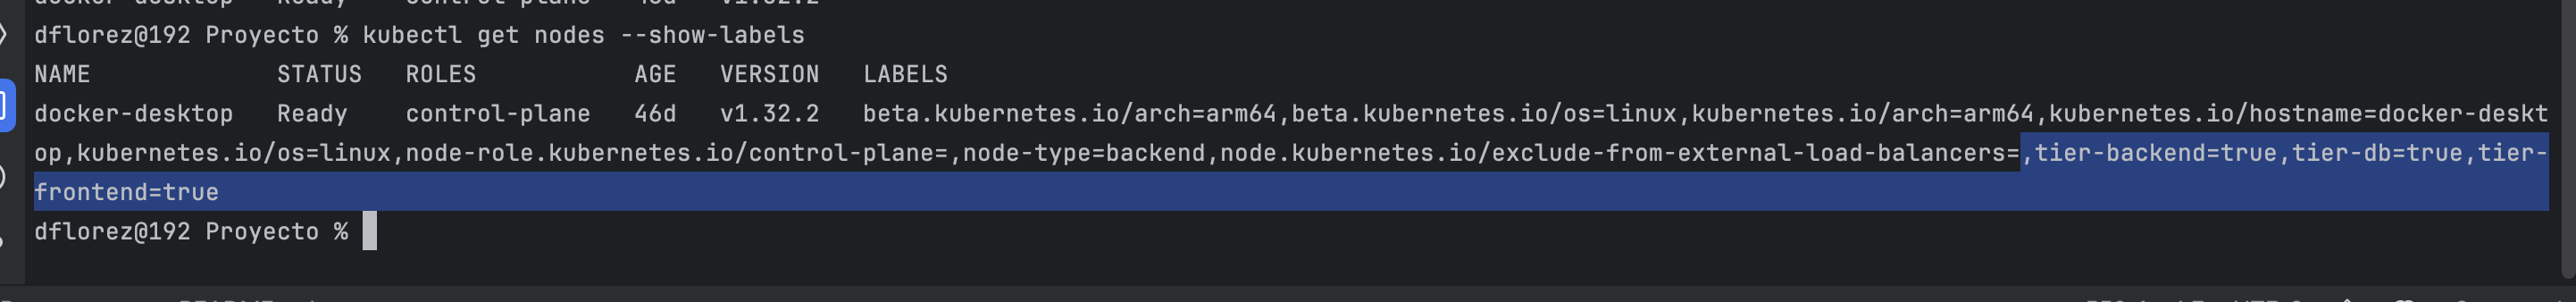 dflorez@192 Proyecto % kubectl get nodes --show-labels
NAME             STATUS   ROLES           AGE   VERSION   LABELS
docker-desktop   Ready    control-plane   46d   v1.32.2   beta.kubernetes.io/arch=arm64,beta.kubernetes.io/os=linux,kubernetes.io/arch=arm64,kubernetes.io/hostname=docker-deskt
op,kubernetes.io/os=linux,node-role.kubernetes.io/control-plane=,node-type=backend,node.kubernetes.io/exclude-from-external-load-balancers=,tier-backend=true,tier-db=true,tier-
frontend=true
dflorez@192 Proyecto %